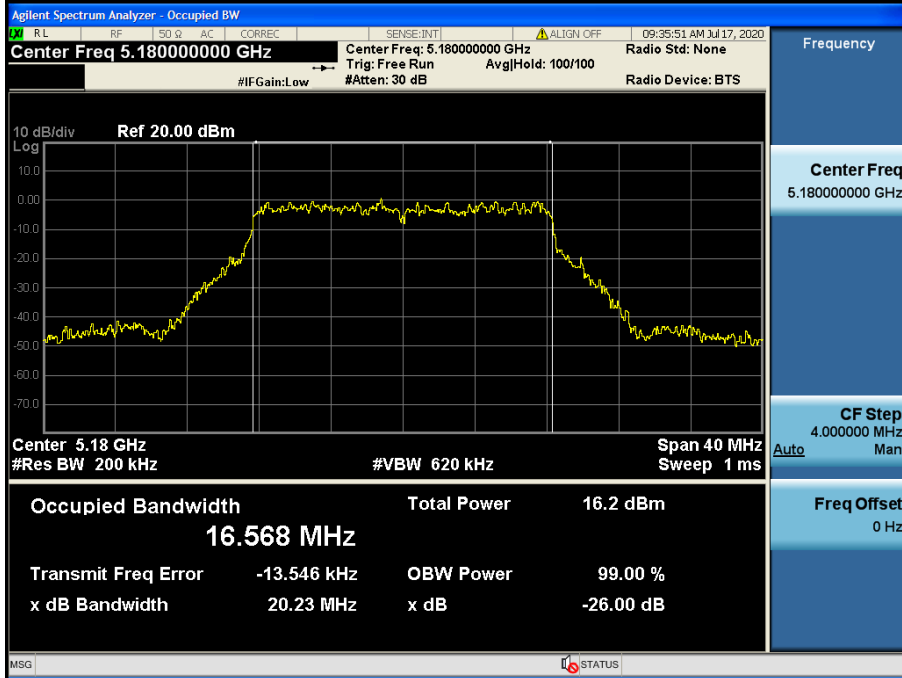 Agilent Spectrum Analyzer - Occupied BW
LXI RL RF 50 Ω AC CORREC SENSE:INT ALIGN OFF 09:35:51 AM Jul 17, 2020
Center Freq 5.180000000 GHz
Center Freq: 5.180000000 GHz
Radio Std: None
Trig: Free Run Avg|Hold: 100/100
#IFGain:Low
#Atten: 30 dB
Radio Device: BTS
10 dB/div Ref 20.00 dBm
Log
10.0
0.00
-10.0
-20.0
-30.0
-40.0
-50.0
-60.0
-70.0
Center 5.18 GHz Span 40 MHz
#Res BW 200 kHz #VBW 620 kHz Sweep 1 ms
Occupied Bandwidth Total Power 16.2 dBm
16.568 MHz
Transmit Freq Error -13.546 kHz OBW Power 99.00 %
x dB Bandwidth 20.23 MHz x dB -26.00 dB
MSG STATUS
Frequency
Center Freq
5.180000000 GHz
CF Step
4.000000 MHz
Auto Man
Freq Offset
0 Hz